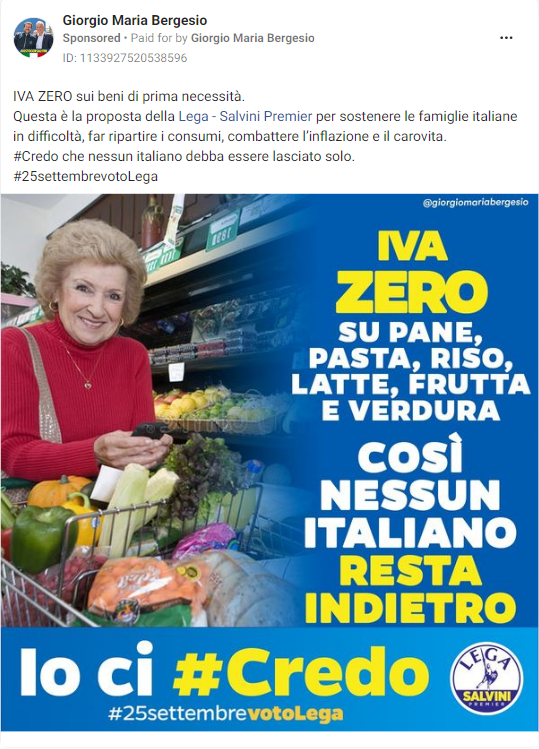 Giorgio Maria Bergesio
Sponsored • Paid for by Giorgio Maria Bergesio
ID: 1133927520538596
IVA ZERO sui beni di prima necessità.
Questa è la proposta della Lega - Salvini Premier per sostenere le famiglie italiane
in difficoltà, far ripartire i consumi, combattere l'inflazione e il carovita.
#Credo che nessun italiano debba essere lasciato solo.
#25settembrevotoLega
@giorgiomariabergesio
IVA
ZERO
SU PANE,
PASTA, RISO,
LATTE, FRUTTA
E VERDURA
COSÌ
NESSUN
ITALIANO
RESTA
INDIETRO
Io ci #Credo
#25settembrevotoLega
LEGA
SALVINI
PREMIER